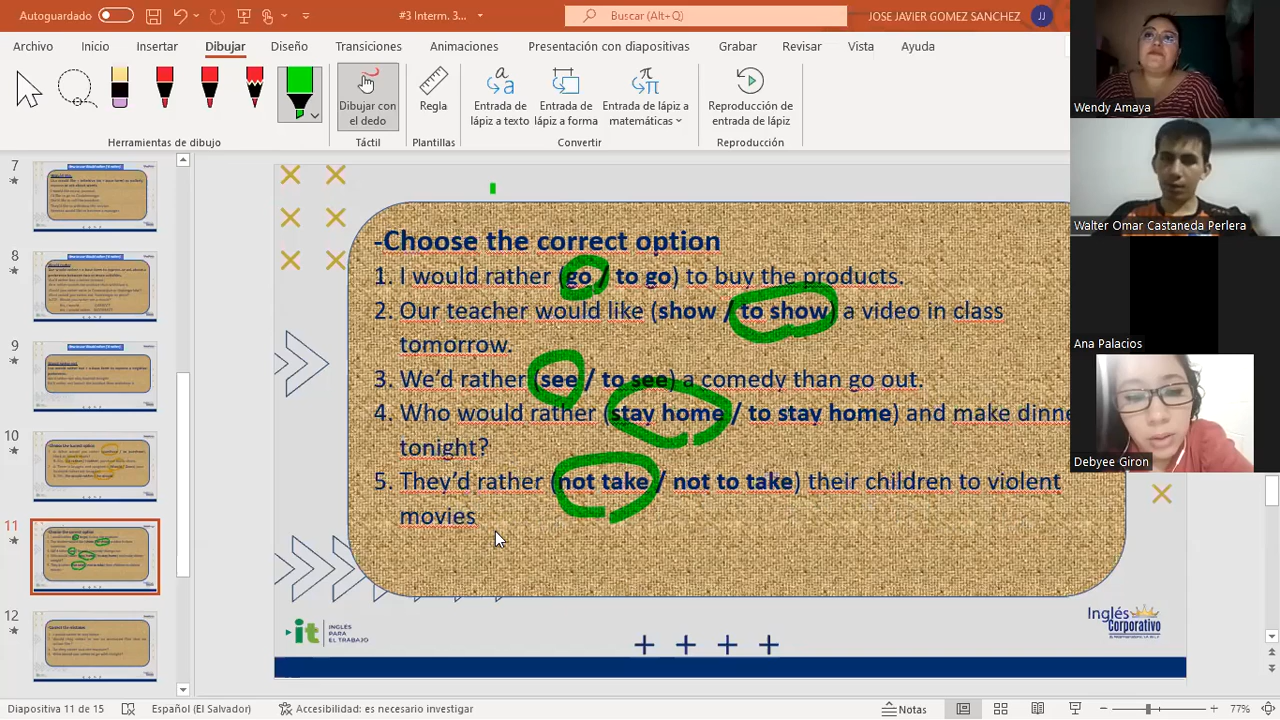 Autoguardado
#3 Interm. 3...
Buscar (Alt+Q)
JOSE JAVIER GOMEZ SANCHEZ
JJ
Archivo Inicio Insertar Dibujar Diseño Transiciones Animaciones Presentación con diapositivas Grabar Revisar Vista Ayuda
Dibujar con el dedo
Regla
Entrada de lápiz a texto
Entrada de lápiz a forma
Entrada de lápiz a matemáticas
Reproducción de entrada de lápiz
Herramientas de dibujo
Táctil
Plantillas
Convertir
Reproducción
7
8
9
10
11
12
-Choose the correct option
1. I would rather (go / to go) to buy the products.
2. Our teacher would like (show / to show) a video in class
tomorrow.
3. We'd rather (see / to see) a comedy than go out.
4. Who would rather (stay home / to stay home) and make dinne
tonight?
5. They'd rather (not take / not to take) their children to violent
movies
it INGLÉS
PARA EL
TRABAJO
Inglés
Corporativo
Wendy Amaya
Walter Omar Castaneda Perlera
Ana Palacios
Debyee Giron
Diapositiva 11 de 15
Español (El Salvador)
Accesibilidad: es necesario investigar
Notas
77%